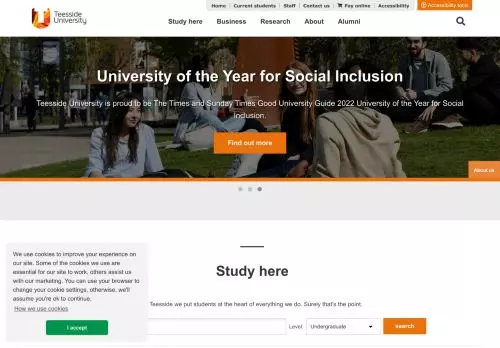 Teesside
University
Home
Current students
Staff
Contact us
Pay online
Accessibility
Accessibility tools
Study here
Business
Research
About
Alumni
University of the Year for Social Inclusion
Teesside University is proud to be The Times and Sunday Times Good University Guide 2022 University of the Year for Social
Inclusion.
Find out more
About us
Study here
Teesside we put students at the heart of everything we do. Surely that's the point.
Level:
Undergraduate
search
We use cookies to improve your experience on
our site. Some of the cookies we use are
essential for our site to work, others assist us
with our marketing. You can use your browser to
change your cookie settings, otherwise, we'll
assume you're ok to continue.
How we use cookies
I accept